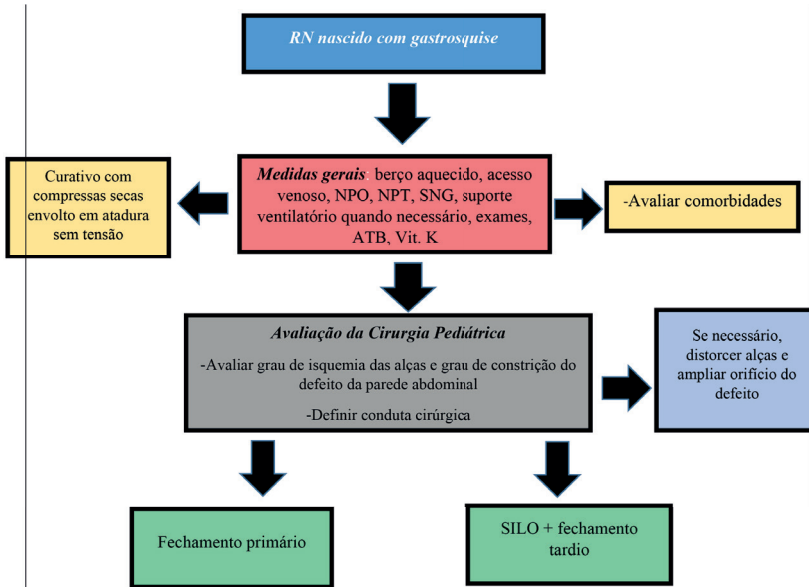 RN nascido com gastrosquise
Curativo com
compressas secas
envolto em atadura
sem tensão
Medidas gerais: berço aquecido, acesso
venoso, NPO, NPT, SNG, suporte
ventilatório quando necessário, exames,
ATB, Vit. K
-Avaliar comorbidades
Avaliação da Cirurgia Pediátrica
-Avaliar grau de isquemia das alças e grau de constrição do
defeito da parede abdominal
-Definir conduta cirúrgica
Se necessário,
distorcer alças e
ampliar orifício do
defeito
Fechamento primário
SILO + fechamento
tardio